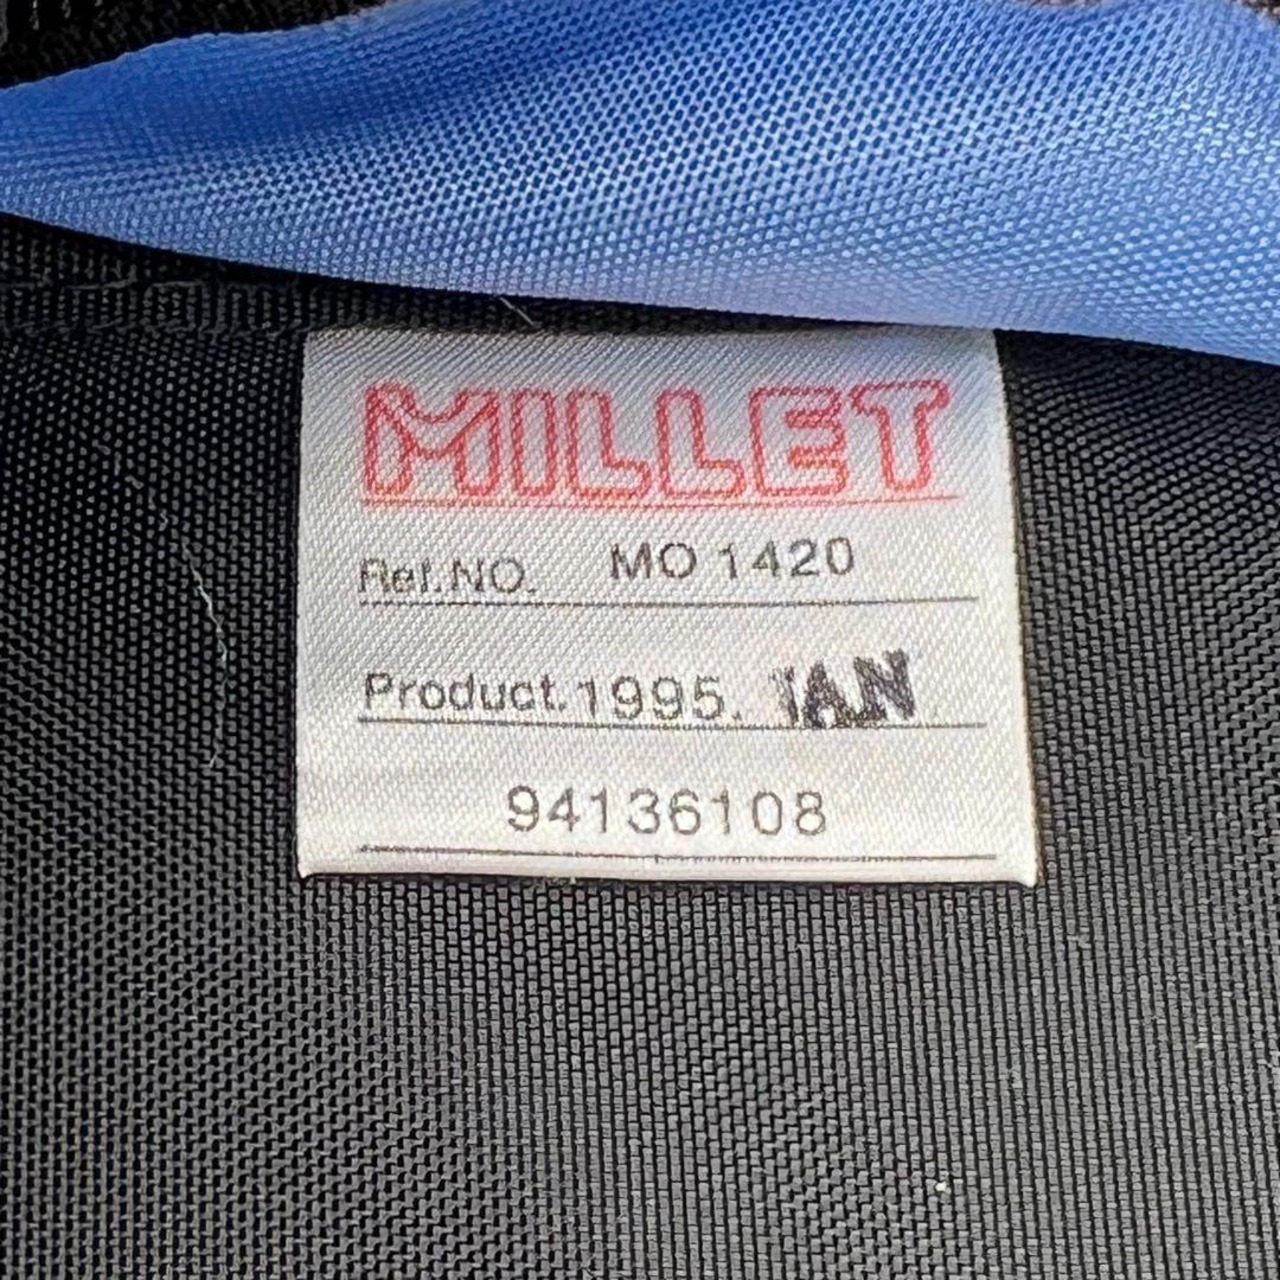 MILLET
Ref.NO. MO 1420
Product. 1995. JAN
94136108